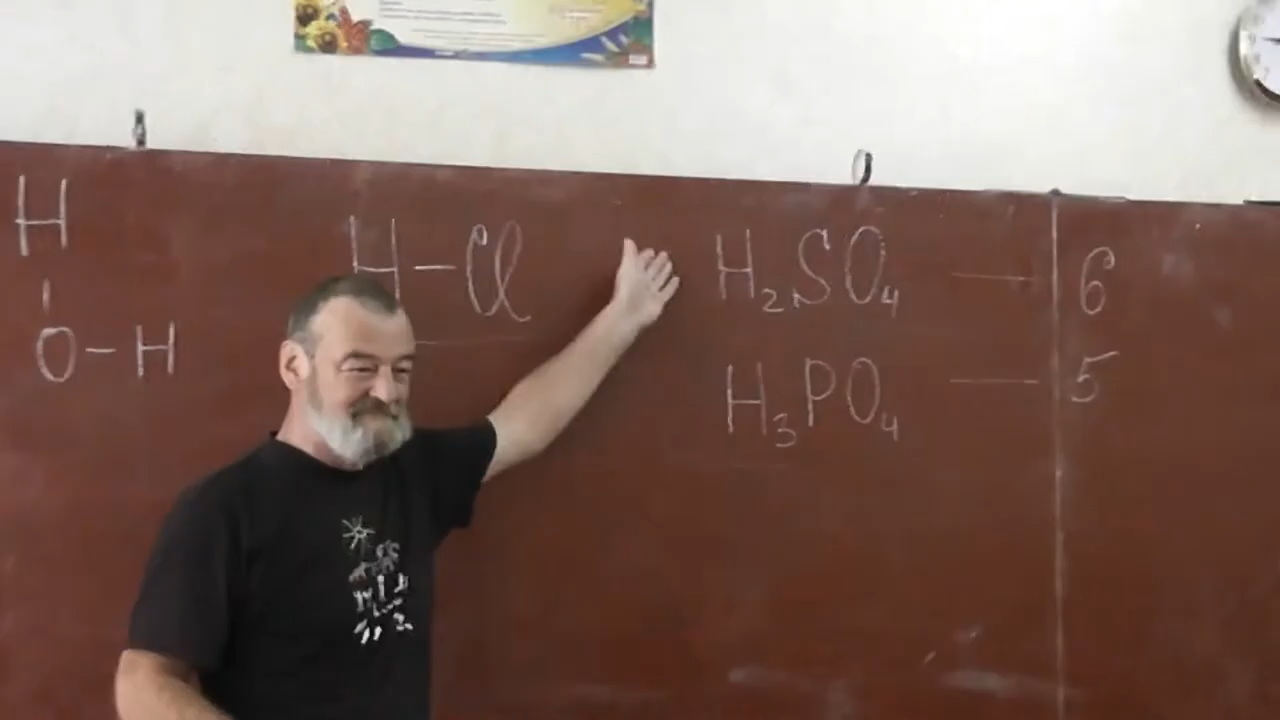 H
|
O-H
H-Cl
H₂SO₄ — 6
H₃PO₄ — 5